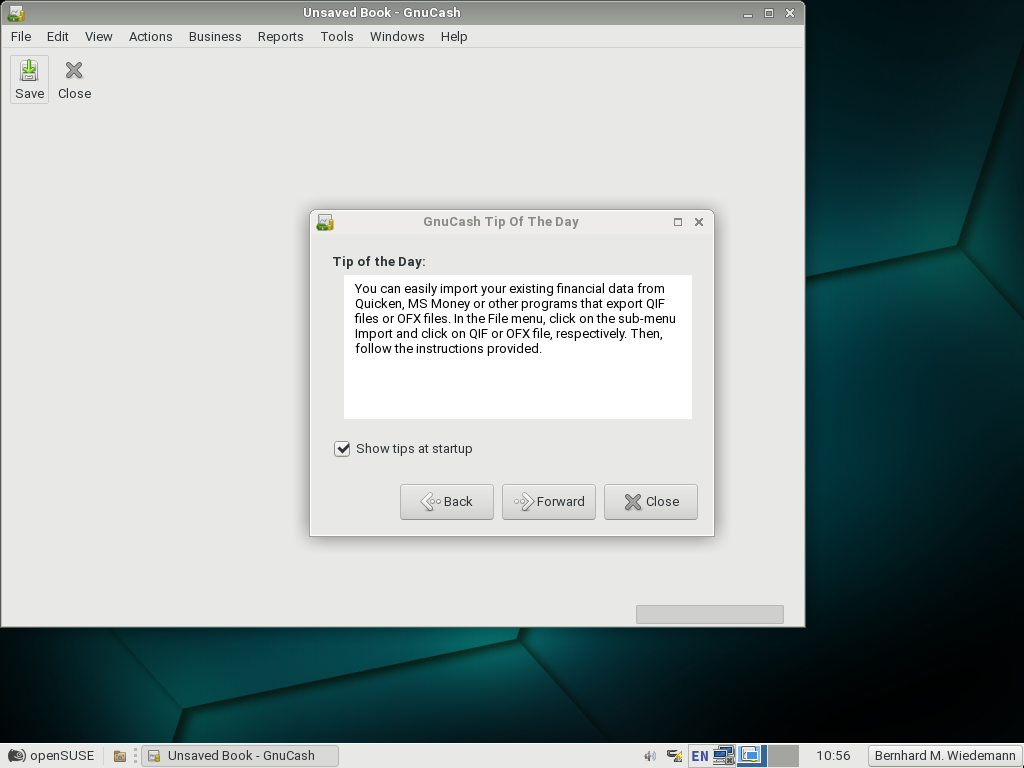 Unsaved Book - GnuCash
File Edit View Actions Business Reports Tools Windows Help
Save Close
GnuCash Tip Of The Day
Tip of the Day:
You can easily import your existing financial data from
Quicken, MS Money or other programs that export QIF
files or OFX files. In the File menu, click on the sub-menu
Import and click on QIF or OFX file, respectively. Then,
follow the instructions provided.
Show tips at startup
Back Forward Close
openSUSE Unsaved Book - GnuCash EN 10:56 Bernhard M. Wiedemann